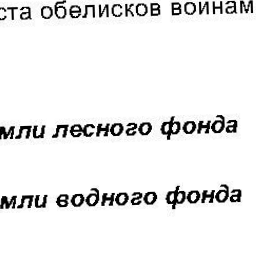 ста обелисков воинам
мли лесного фонда
мли водного фонда